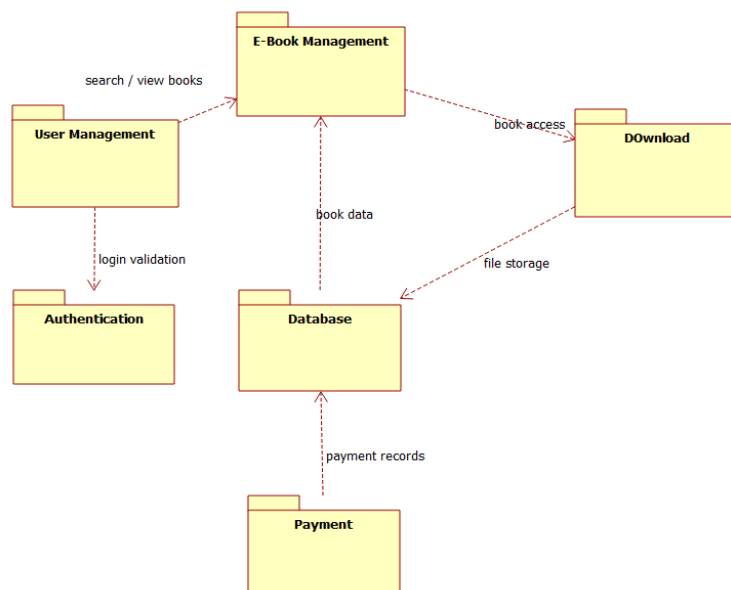 E-Book Management
search / view books
User Management
book access
DOwnload
book data
login validation
file storage
Authentication
Database
payment records
Payment